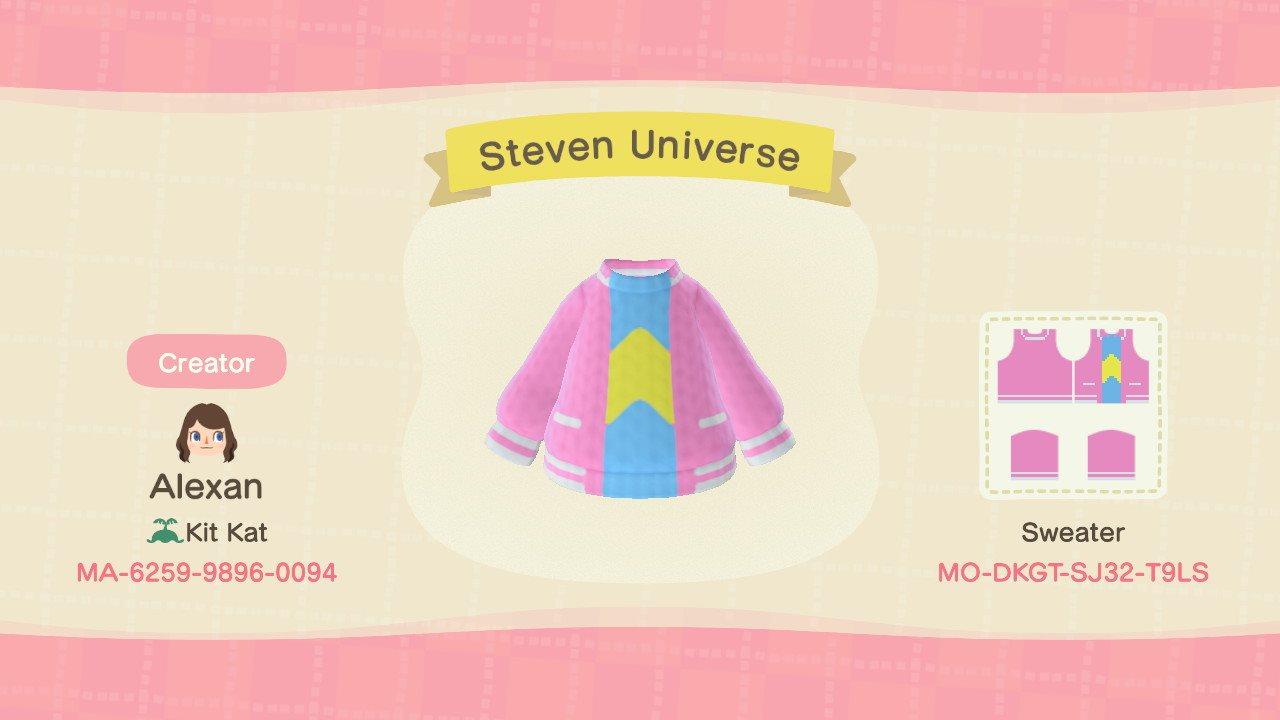 Steven Universe
Creator
Alexan
Kit Kat
MA-6259-9896-0094
Sweater
MO-DKGT-SJ32-T9LS